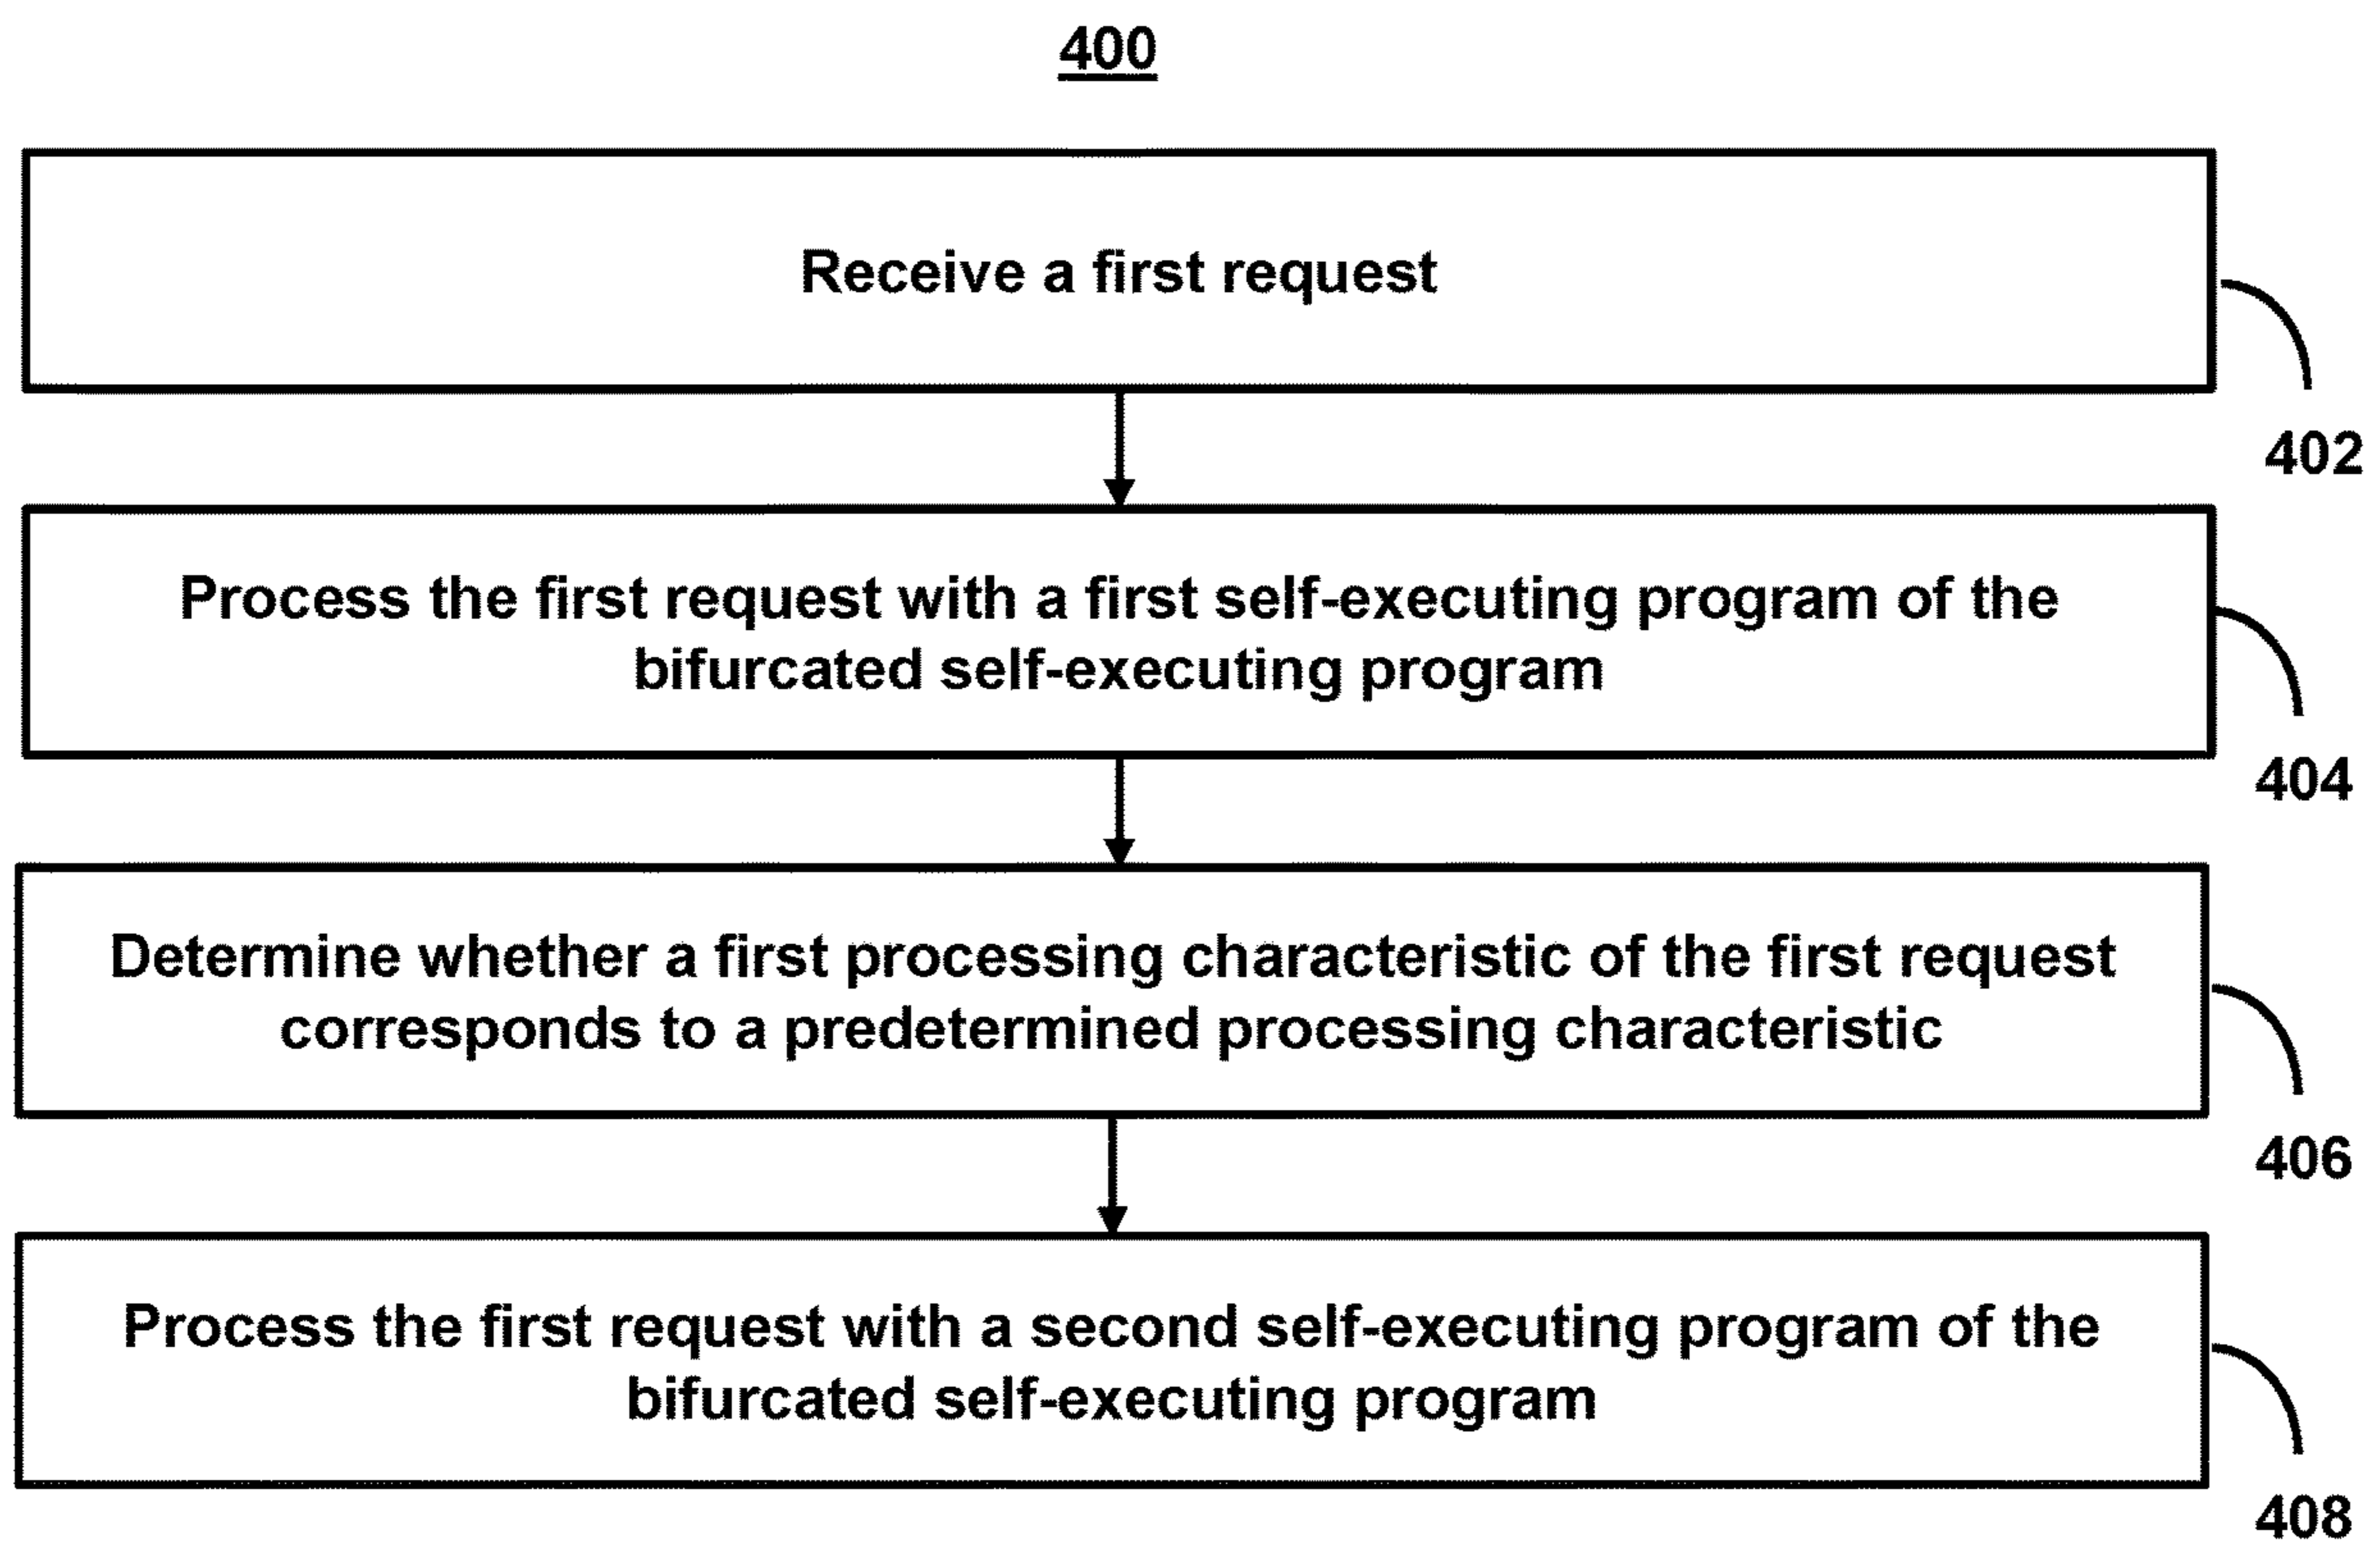 400
Receive a first request
402
Process the first request with a first self-executing program of the
bifurcated self-executing program
404
Determine whether a first processing characteristic of the first request
corresponds to a predetermined processing characteristic
406
Process the first request with a second self-executing program of the
bifurcated self-executing program
408